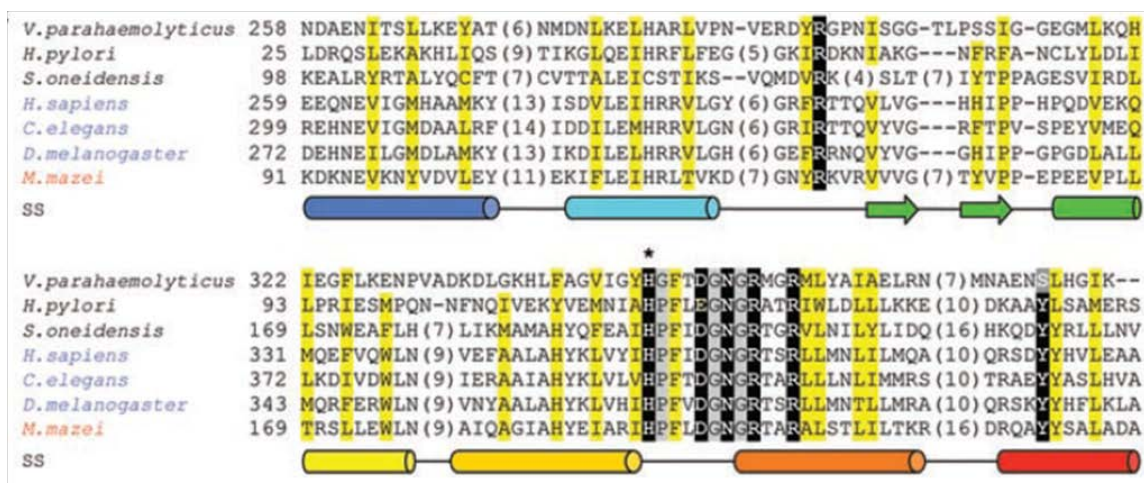 V.parahaemolyticus 258 NDAENITSLLKEYAT(6)NMDNLKELHARLVPN-VERDYRGPNISGG-TLPSSIG-GEGMLKQH
H.pylori 25 LDRQSLEKAKHLIQS(9)TIKGLQEIHRFLFEG(5)GKIRDKNIAKG---NFRFA-NCLYLDLI
S.oneidensis 98 KEALRYRTALYQCFT(7)CVTTALEICSTIKS--VQMDVRK(4)SLT(7)IYTPPAGESVIRDL
H.sapiens 259 EEQNEVIGMHAAMKY(13)ISDVLEIHRRVLGY(6)GRFRTTQVLVG---HHIPP-HPQDVEKQ
C.elegans 299 REHNEVIGMDAALRF(14)IDDILEMHRRVLGN(6)GRIRTTQVYVG---RFTPV-SPEYVMEQ
D.melanogaster 272 DEHNEILGMDLAMKY(13)IKDILELHRRVLGH(6)GEFRRNQVYVG---GHIPP-GPGDLALL
M.mazei 91 KDKNEVKNYVDVLEY(11)EKIFLEIHRLTVKD(7)GNYRKVRVVVG(7)TYVPP-EPEEVPLL
SS
*
V.parahaemolyticus 322 IEGFLKENPVADKDLGKHLFAGVIGYHGFTDGNGRMGRMLYAIAELRN(7)MNAENSLHGIK--
H.pylori 93 LPRIESMPQN-NFNQIVEKYVEMNIAHPFLEGNGRATRIWLDLLLKKE(10)DKAAYLSAMERS
S.oneidensis 169 LSNWEAFLH(7)LIKMAMAHYQFEAIHPFIDGNGRTGRVLNILYLIDQ(16)HKQDYYRLLLNV
H.sapiens 331 MQEFVQWLN(9)VEFAALAHYKLVYIHPFIDGNGRTSRLLMNLILMQA(10)QRSDYYHVLEAA
C.elegans 372 LKDIVDWLN(9)IERAAIAHYKLVLVHPFTDGNGRTARLLLNLIMMRS(10)TRAEYYASLHVA
D.melanogaster 343 MQRFERWLN(9)VNYAALAHYKLVHIHPFVDGNGRTSRLLMNTLLMRA(10)QRSKYYHFLKLA
M.mazei 169 TRSLLEWLN(9)AIQAGIAHYEIARIHPFLDGNGRTARALSTLILTKR(16)DRQAYYSALADA
SS